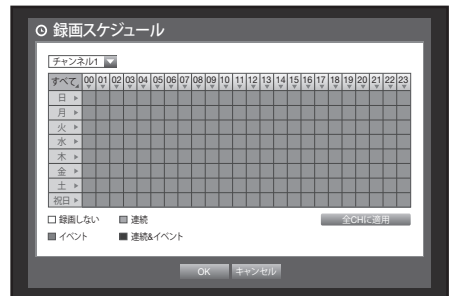 録画スケジュール
チャンネル1
すべて 00 01 02 03 04 05 06 07 08 09 10 11 12 13 14 15 16 17 18 19 20 21 22 23
日
月
火
水
木
金
土
祝日
録画しない 連続 全CHに適用
イベント 連続&イベント
OK キャンセル